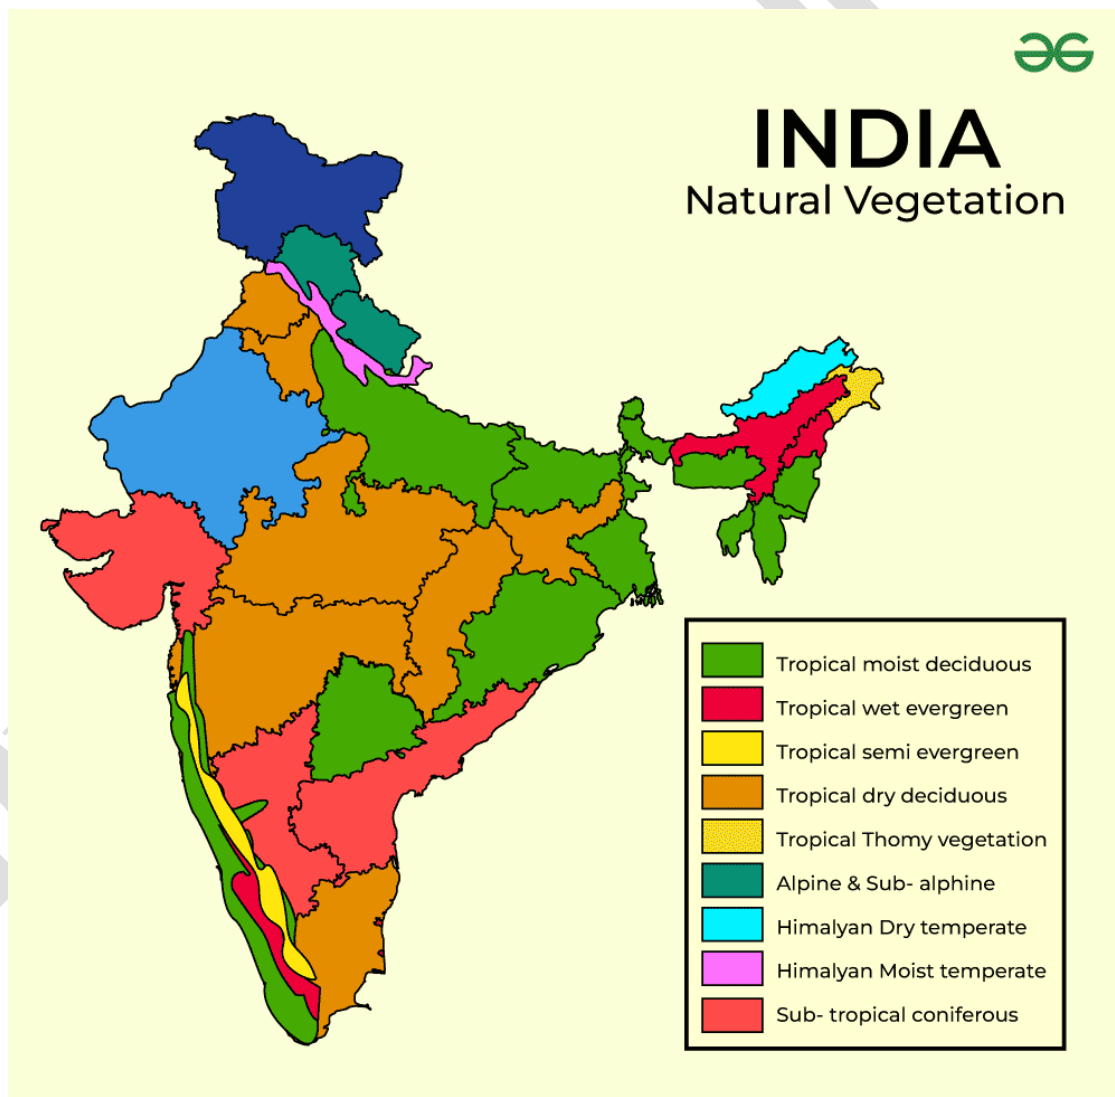 INDIA
Natural Vegetation
Tropical moist deciduous
Tropical wet evergreen
Tropical semi evergreen
Tropical dry deciduous
Tropical Thomy vegetation
Alpine & Sub- alphine
Himalyan Dry temperate
Himalyan Moist temperate
Sub- tropical coniferous